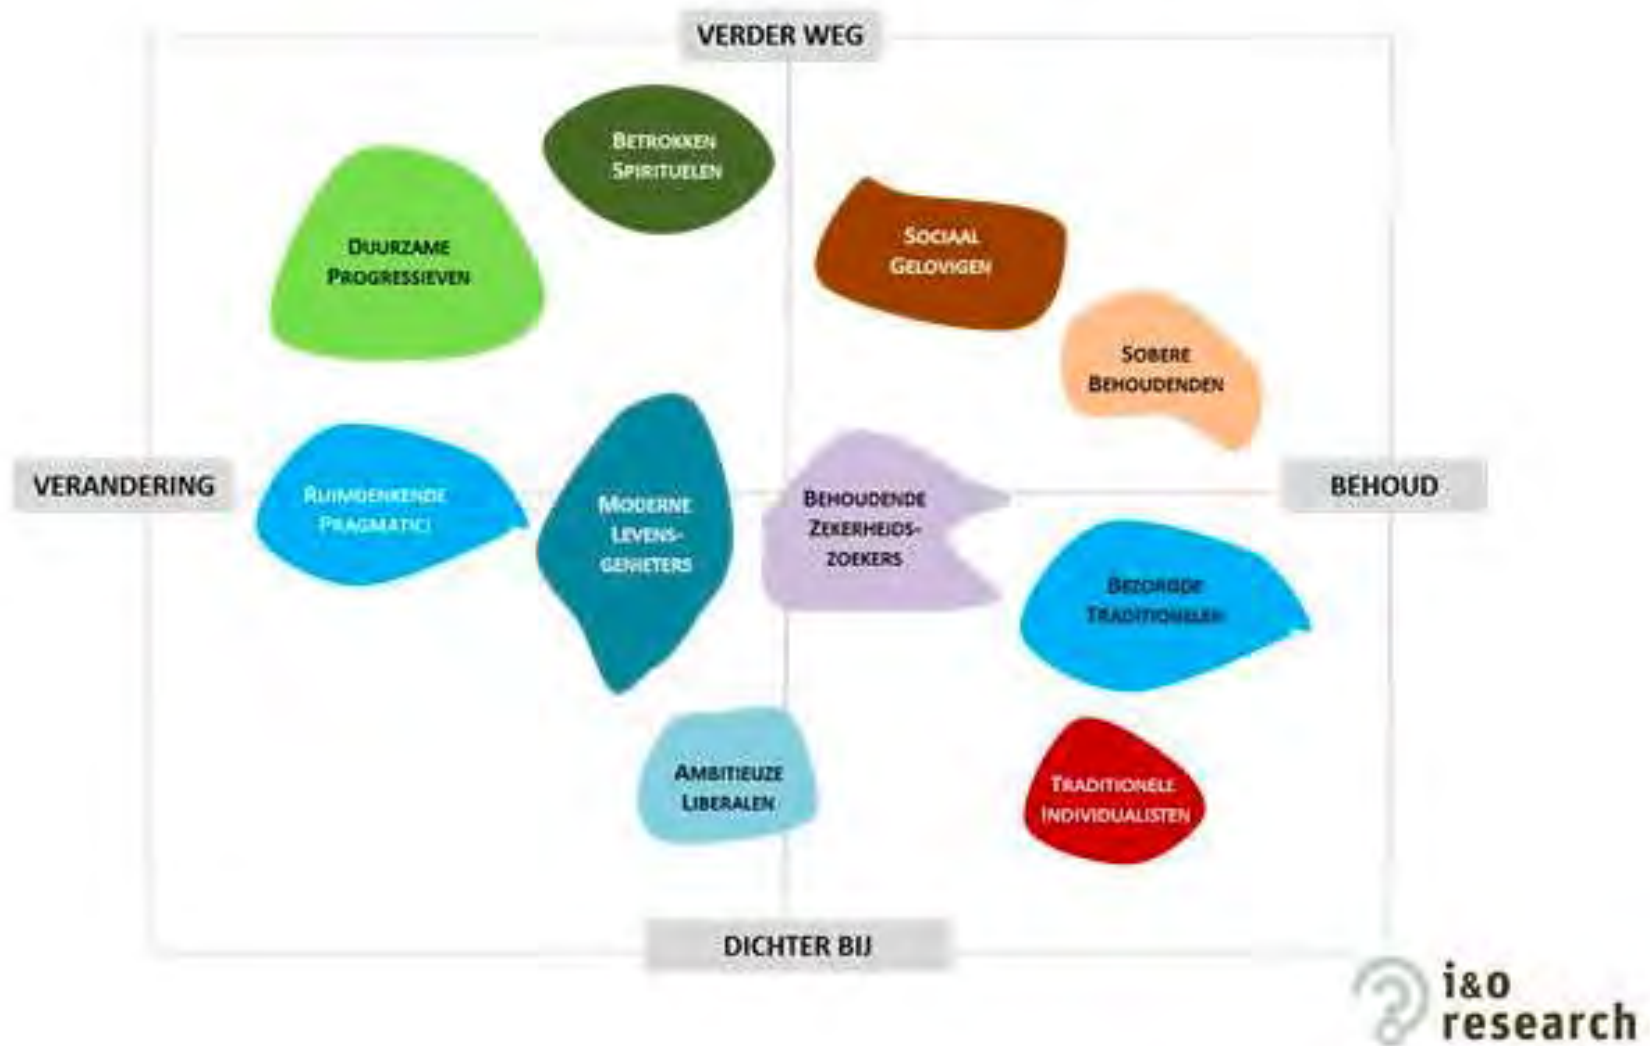 VERDER WEG
BETROKKEN
SPIRITUELEN
DUURZAME
PROGRESSIEVEN
SOCIAAL
GELOVIGEN
SOBERE
BEHOUDENDEN
VERANDERING
RUIMDENKENDE
PRAGMATICI
MODERNE
LEVENS-
GENIETERS
BEHOUDENDE
ZEKERHEIDS-
ZOEKERS
BEHOUD
BEZORGDE
TRADITIONELEN
AMBITIEUZE
LIBERALEN
TRADITIONELE
INDIVIDUALISTEN
DICHTER BIJ
i&o
research